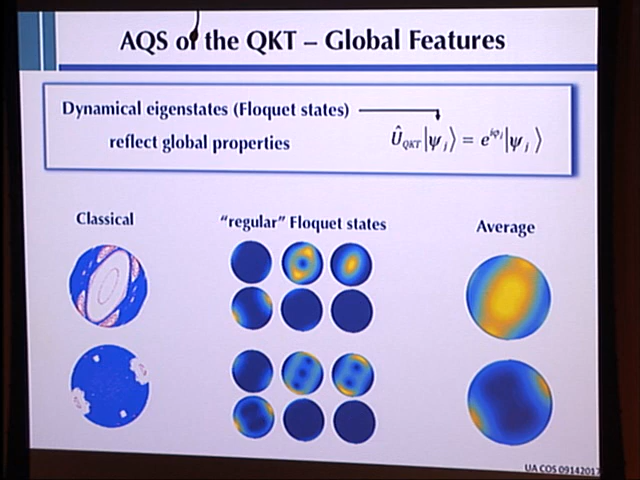 AQS of the QKT – Global Features
Dynamical eigenstates (Floquet states)
reflect global properties
Û_QKT|ψ_j⟩ = e^{iφ_j}|ψ_j⟩
Classical
"regular" Floquet states
Average
UA COS 09142017